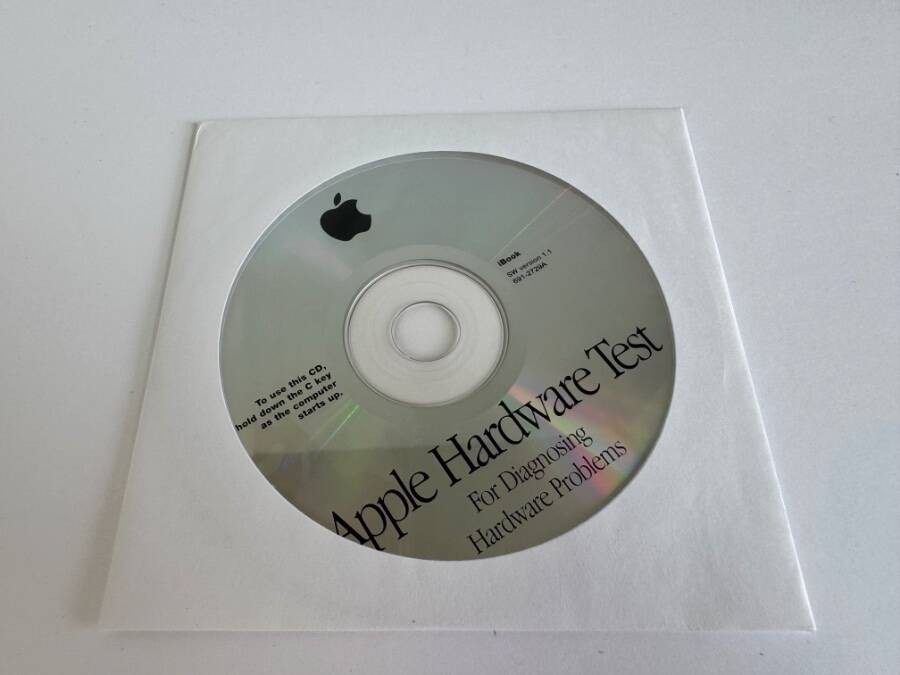 iBook
SW version 1.1
691-2729A
To use this CD,
hold down the C key
as the computer
starts up.
Apple Hardware Test
For Diagnosing
Hardware Problems